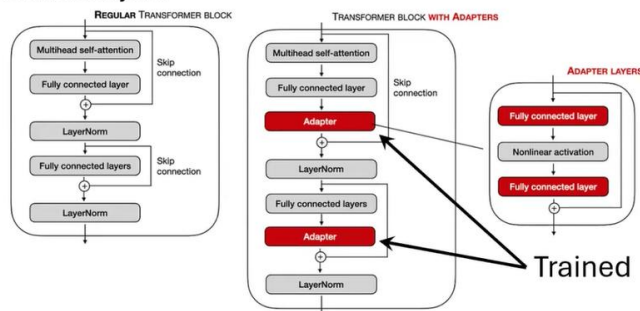 REGULAR TRANSFORMER BLOCK
Multihead self-attention
Fully connected layer
Skip
connection
LayerNorm
Fully connected layers
Skip
connection
LayerNorm
TRANSFORMER BLOCK WITH ADAPTERS
Multihead self-attention
Fully connected layer
Skip
connection
Adapter
LayerNorm
Fully connected layers
Adapter
LayerNorm
ADAPTER LAYERS
Fully connected layer
Nonlinear activation
Fully connected layer
Trained